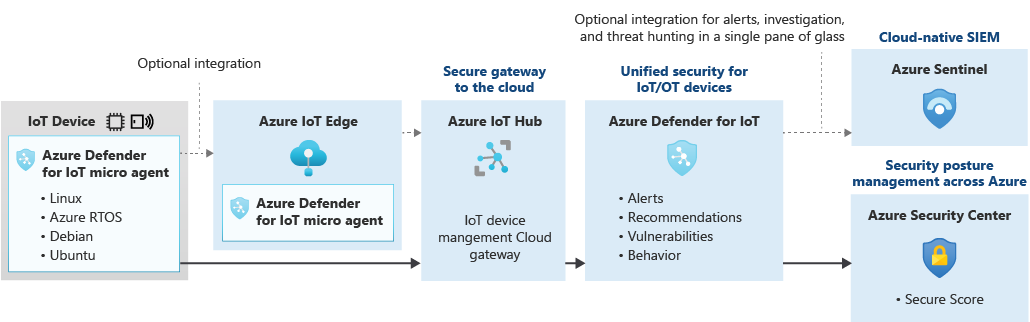 Optional integration
IoT Device
Azure Defender
for IoT micro agent
• Linux
• Azure RTOS
• Debian
• Ubuntu
Azure IoT Edge
Azure Defender
for IoT micro agent
Secure gateway
to the cloud
Azure IoT Hub
IoT device
mangement Cloud
gateway
Optional integration for alerts, investigation,
and threat hunting in a single pane of glass
Unified security for
IoT/OT devices
Azure Defender for IoT
• Alerts
• Recommendations
• Vulnerabilities
• Behavior
Cloud-native SIEM
Azure Sentinel
Security posture
management across Azure
Azure Security Center
• Secure Score